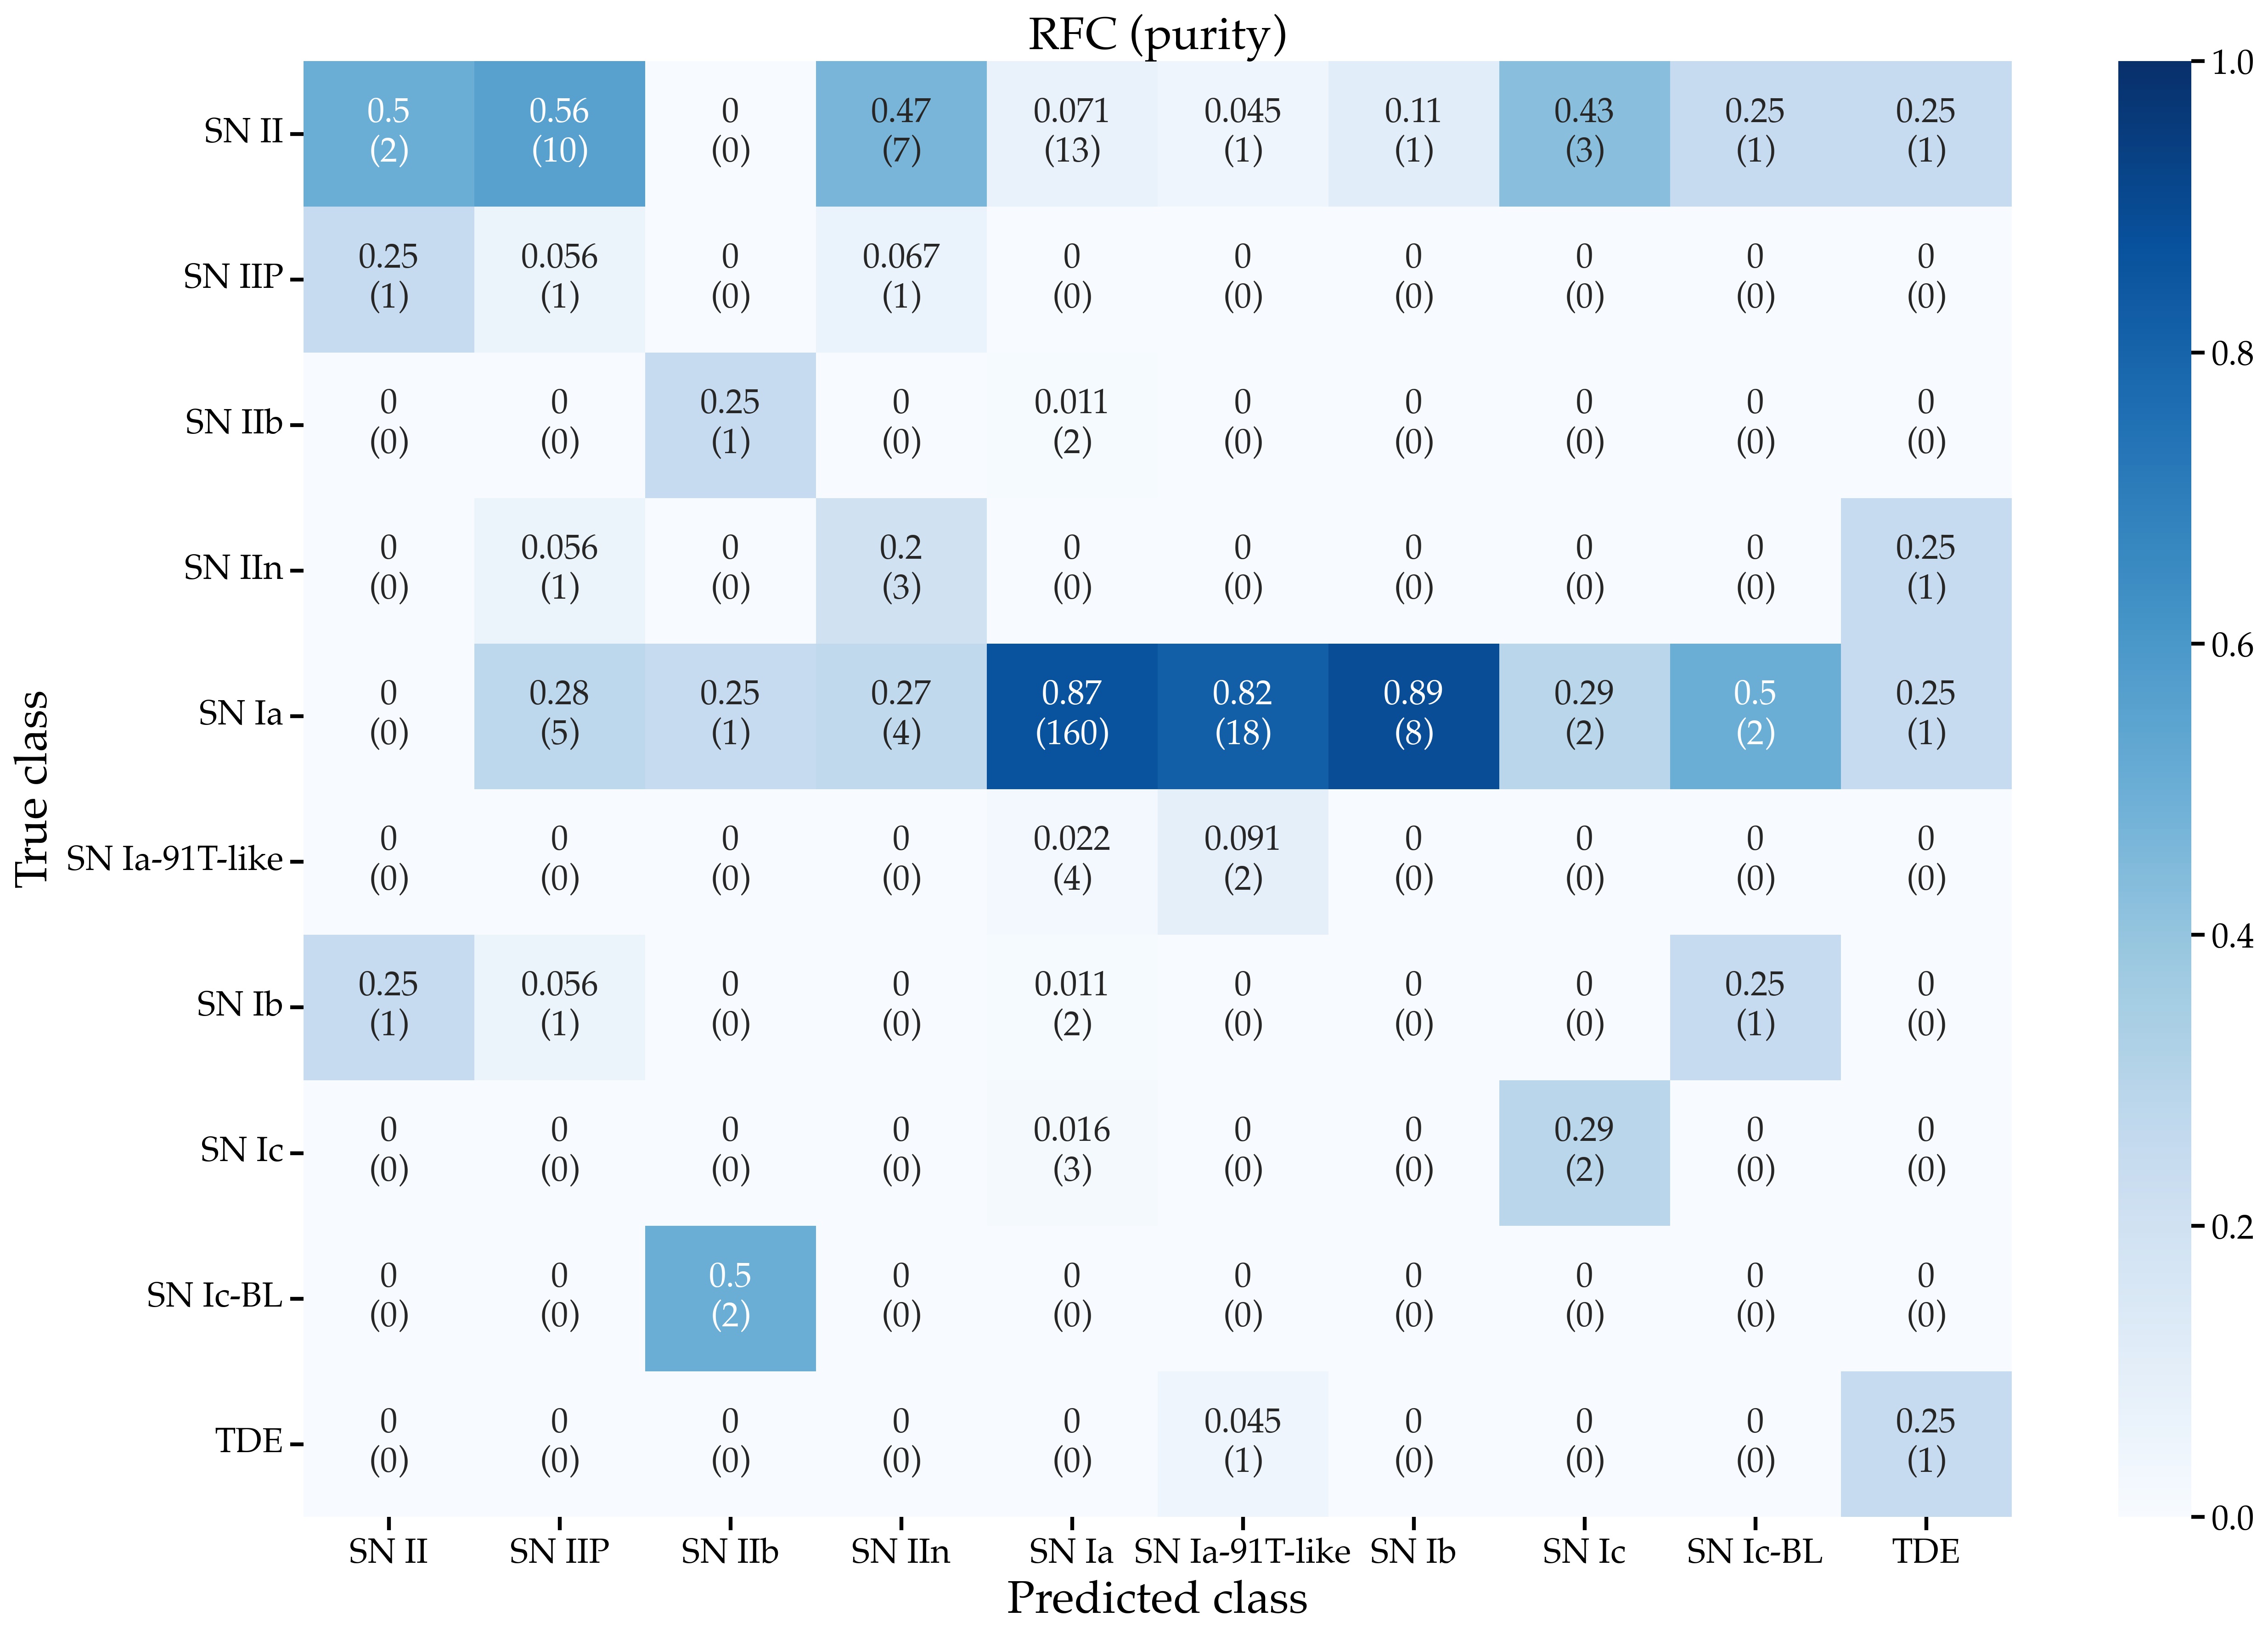 RFC (purity)
SN II 0.5 0.56 0 0.47 0.071 0.045 0.11 0.43 0.25 0.25
(2) (10) (0) (7) (13) (1) (1) (3) (1) (1)
SN IIP 0.25 0.056 0 0.067 0 0 0 0 0 0
(1) (1) (0) (1) (0) (0) (0) (0) (0) (0)
SN IIb 0 0 0.25 0 0.011 0 0 0 0 0
(0) (0) (1) (0) (2) (0) (0) (0) (0) (0)
SN IIn 0 0.056 0 0.2 0 0 0 0 0 0.25
(0) (1) (0) (3) (0) (0) (0) (0) (0) (1)
SN Ia 0 0.28 0.25 0.27 0.87 0.82 0.89 0.29 0.5 0.25
(0) (5) (1) (4) (160) (18) (8) (2) (2) (1)
SN Ia-91T-like 0 0 0 0 0.022 0.091 0 0 0 0
(0) (0) (0) (0) (4) (2) (0) (0) (0) (0)
SN Ib 0.25 0.056 0 0 0.011 0 0 0 0.25 0
(1) (1) (0) (0) (2) (0) (0) (0) (1) (0)
SN Ic 0 0 0 0 0.016 0 0 0.29 0 0
(0) (0) (0) (0) (3) (0) (0) (2) (0) (0)
SN Ic-BL 0 0 0.5 0 0 0 0 0 0 0
(0) (0) (2) (0) (0) (0) (0) (0) (0) (0)
TDE 0 0 0 0 0 0.045 0 0 0 0.25
(0) (0) (0) (0) (0) (1) (0) (0) (0) (1)
SN II SN IIP SN IIb SN IIn SN Ia SN Ia-91T-like SN Ib SN Ic SN Ic-BL TDE
Predicted class
True class
1.0
0.8
0.6
0.4
0.2
0.0